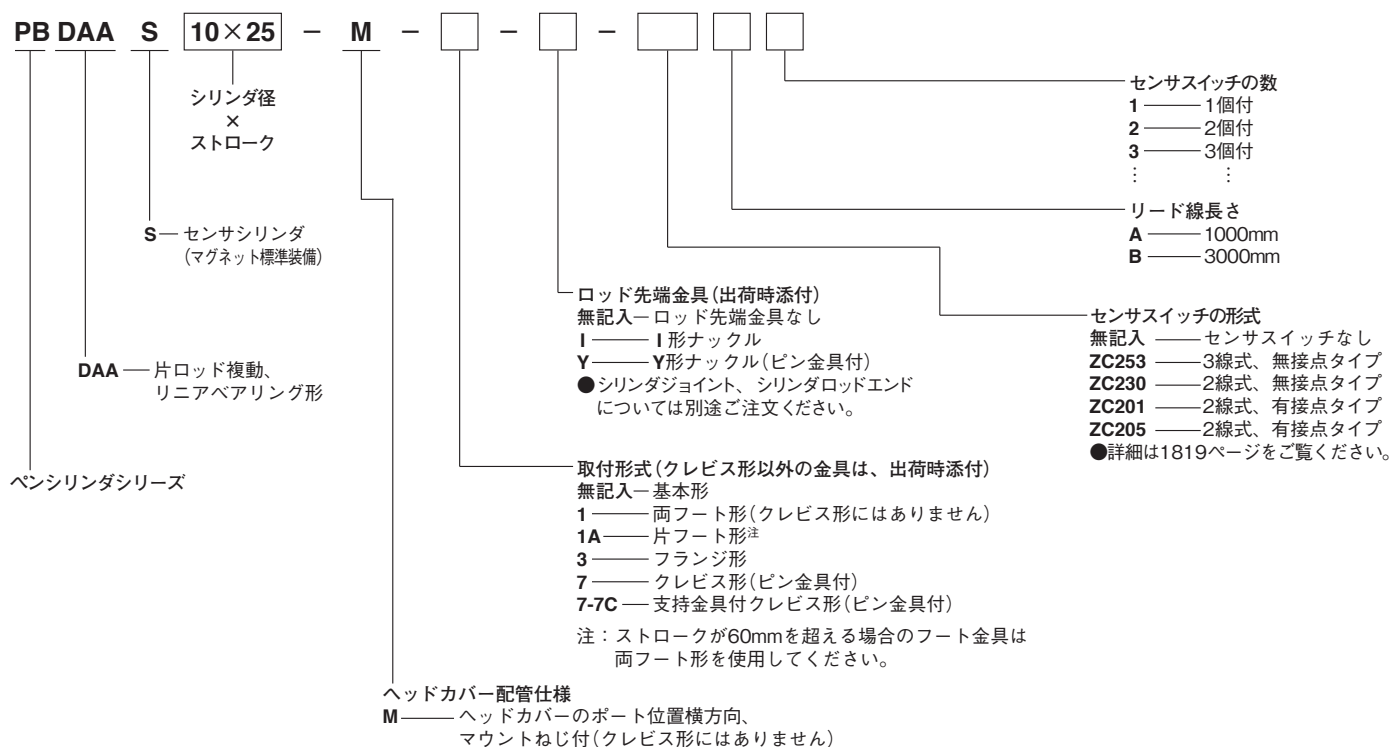 PB DAA S 10×25 － M － □ － □ － □ □ □
シリンダ径
×
ストローク
S─ センサシリンダ
(マグネット標準装備)
DAA ─ 片ロッド複動、
リニアベアリング形
ペンシリンダシリーズ
センサスイッチの数
1 ─ 1個付
2 ─ 2個付
3 ─ 3個付
⋮ ⋮
リード線長さ
A ─ 1000mm
B ─ 3000mm
センサスイッチの形式
無記入 ─ センサスイッチなし
ZC253 ─ 3線式、無接点タイプ
ZC230 ─ 2線式、無接点タイプ
ZC201 ─ 2線式、有接点タイプ
ZC205 ─ 2線式、有接点タイプ
●詳細は1819ページをご覧ください。
ロッド先端金具(出荷時添付)
無記入─ ロッド先端金具なし
I ─ I 形ナックル
Y ─ Y形ナックル(ピン金具付)
●シリンダジョイント、シリンダロッドエンド
については別途ご注文ください。
取付形式(クレビス形以外の金具は、出荷時添付)
無記入─ 基本形
1 ─ 両フート形(クレビス形にはありません)
1A ─ 片フート形注
3 ─ フランジ形
7 ─ クレビス形(ピン金具付)
7-7C ─ 支持金具付クレビス形(ピン金具付)
注：ストロークが60mmを超える場合のフート金具は
両フート形を使用してください。
ヘッドカバー配管仕様
M ─ ヘッドカバーのポート位置横方向、
マウントねじ付(クレビス形にはありません)